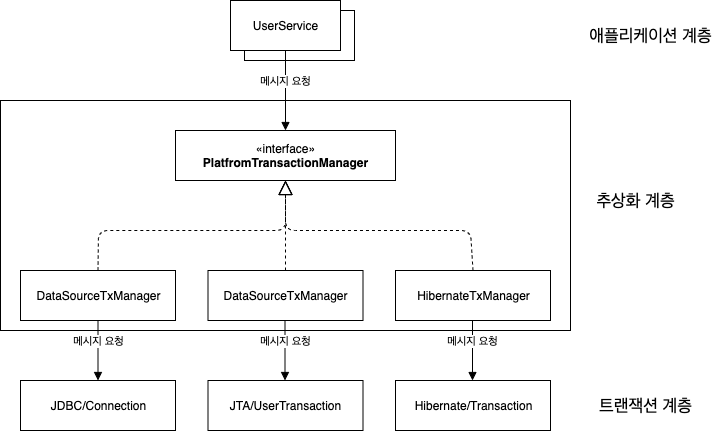 UserService
애플리케이션 계층
메시지 요청
«interface»
PlatfromTransactionManager
추상화 계층
DataSourceTxManager
DataSourceTxManager
HibernateTxManager
메시지 요청
메시지 요청
메시지 요청
JDBC/Connection
JTA/UserTransaction
Hibernate/Transaction
트랜잭션 계층